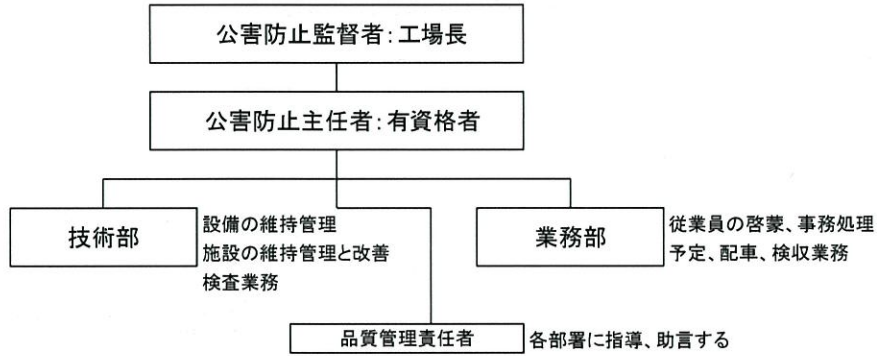 公害防止監督者：工場長
公害防止主任者：有資格者
技術部
設備の維持管理
施設の維持管理と改善
検査業務
業務部
従業員の啓蒙、事務処理
予定、配車、検収業務
品質管理責任者
各部署に指導、助言する